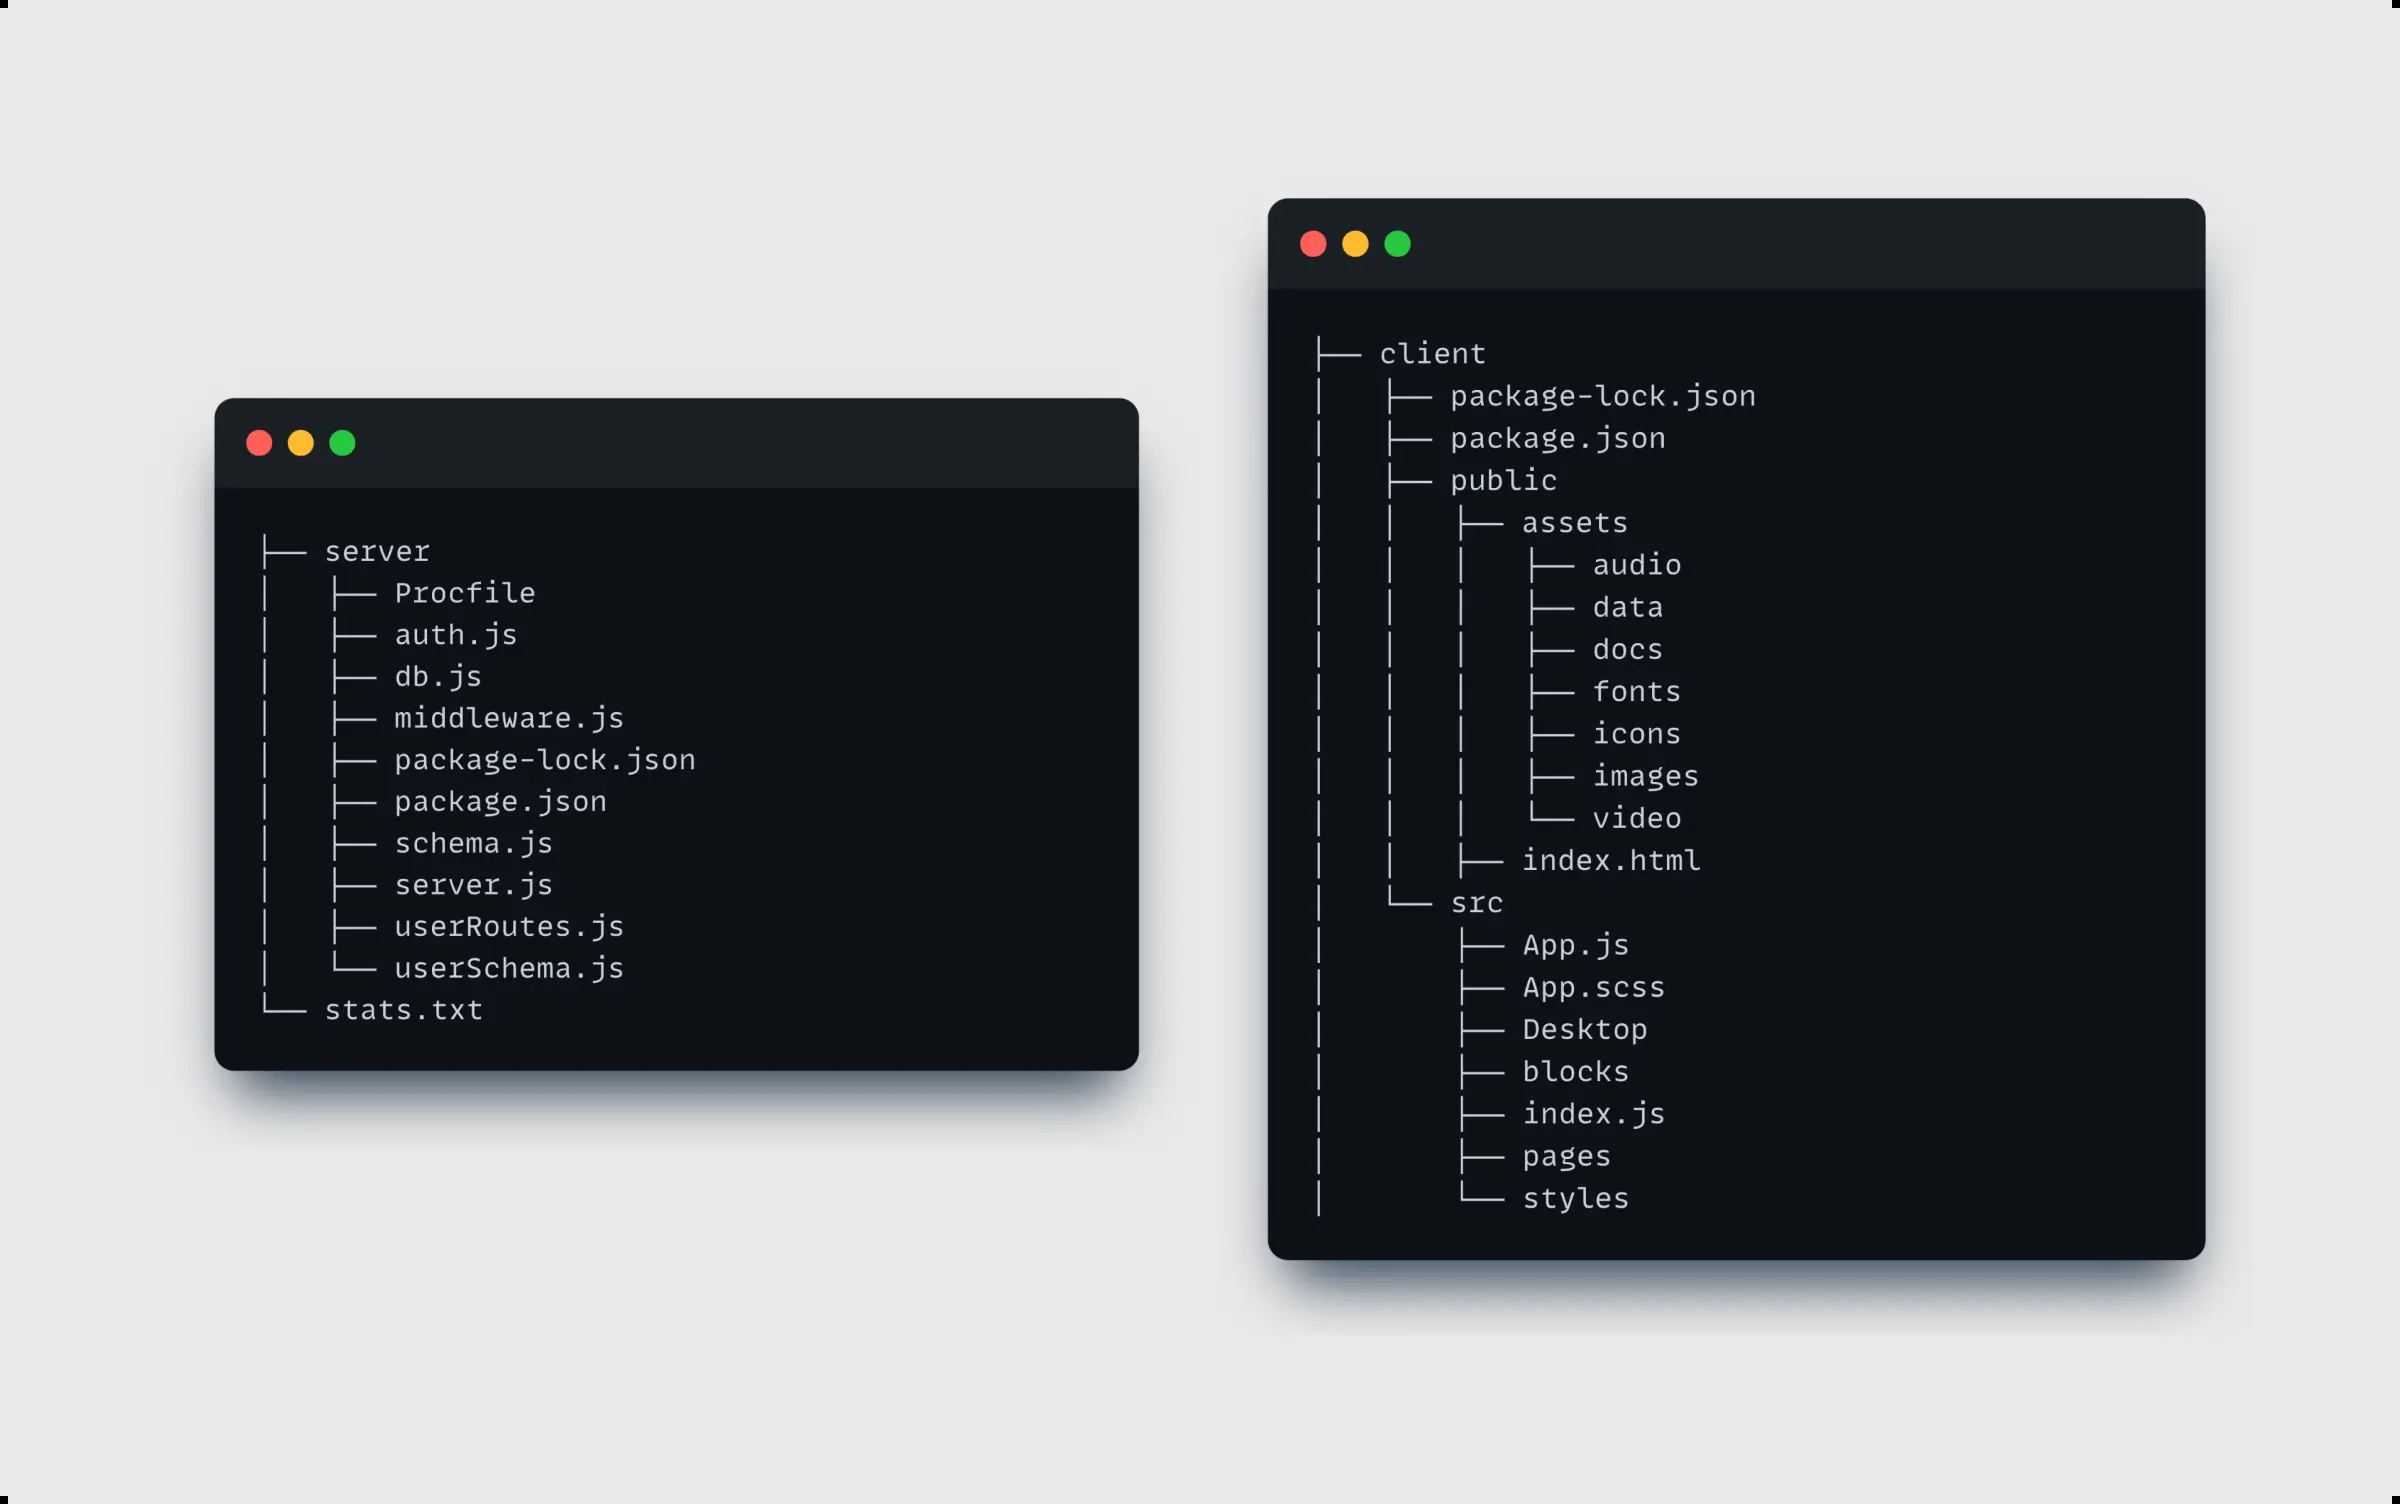 ├── server
│   ├── Procfile
│   ├── auth.js
│   ├── db.js
│   ├── middleware.js
│   ├── package-lock.json
│   ├── package.json
│   ├── schema.js
│   ├── server.js
│   ├── userRoutes.js
│   └── userSchema.js
└── stats.txt
├── client
│   ├── package-lock.json
│   ├── package.json
│   ├── public
│   │   ├── assets
│   │   │   ├── audio
│   │   │   ├── data
│   │   │   ├── docs
│   │   │   ├── fonts
│   │   │   ├── icons
│   │   │   ├── images
│   │   │   └── video
│   │   ├── index.html
│   └── src
│       ├── App.js
│       ├── App.scss
│       ├── Desktop
│       ├── blocks
│       ├── index.js
│       ├── pages
│       └── styles